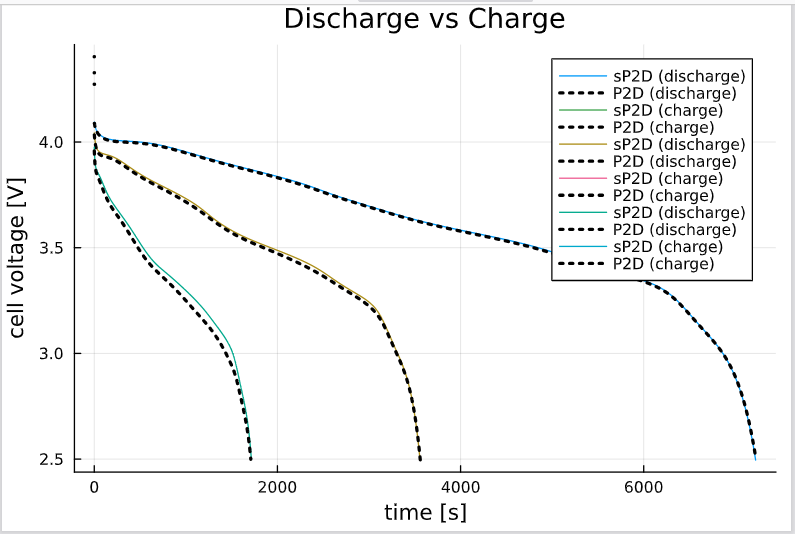 Discharge vs Charge
sP2D (discharge)
P2D (discharge)
sP2D (charge)
P2D (charge)
sP2D (discharge)
P2D (discharge)
sP2D (charge)
P2D (charge)
sP2D (discharge)
P2D (discharge)
sP2D (charge)
P2D (charge)
cell voltage [V]
4.0
3.5
3.0
2.5
0 2000 4000 6000
time [s]